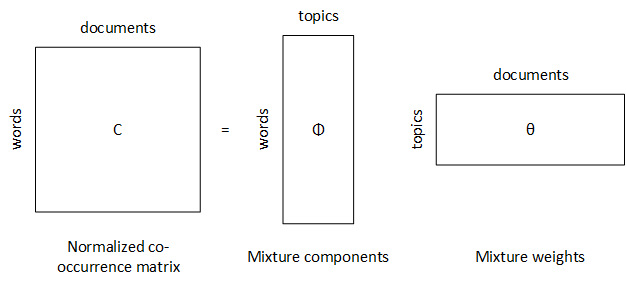 documents
words
C
Normalized co-
occurrence matrix
=
topics
words
Φ
Mixture components
documents
topics
θ
Mixture weights